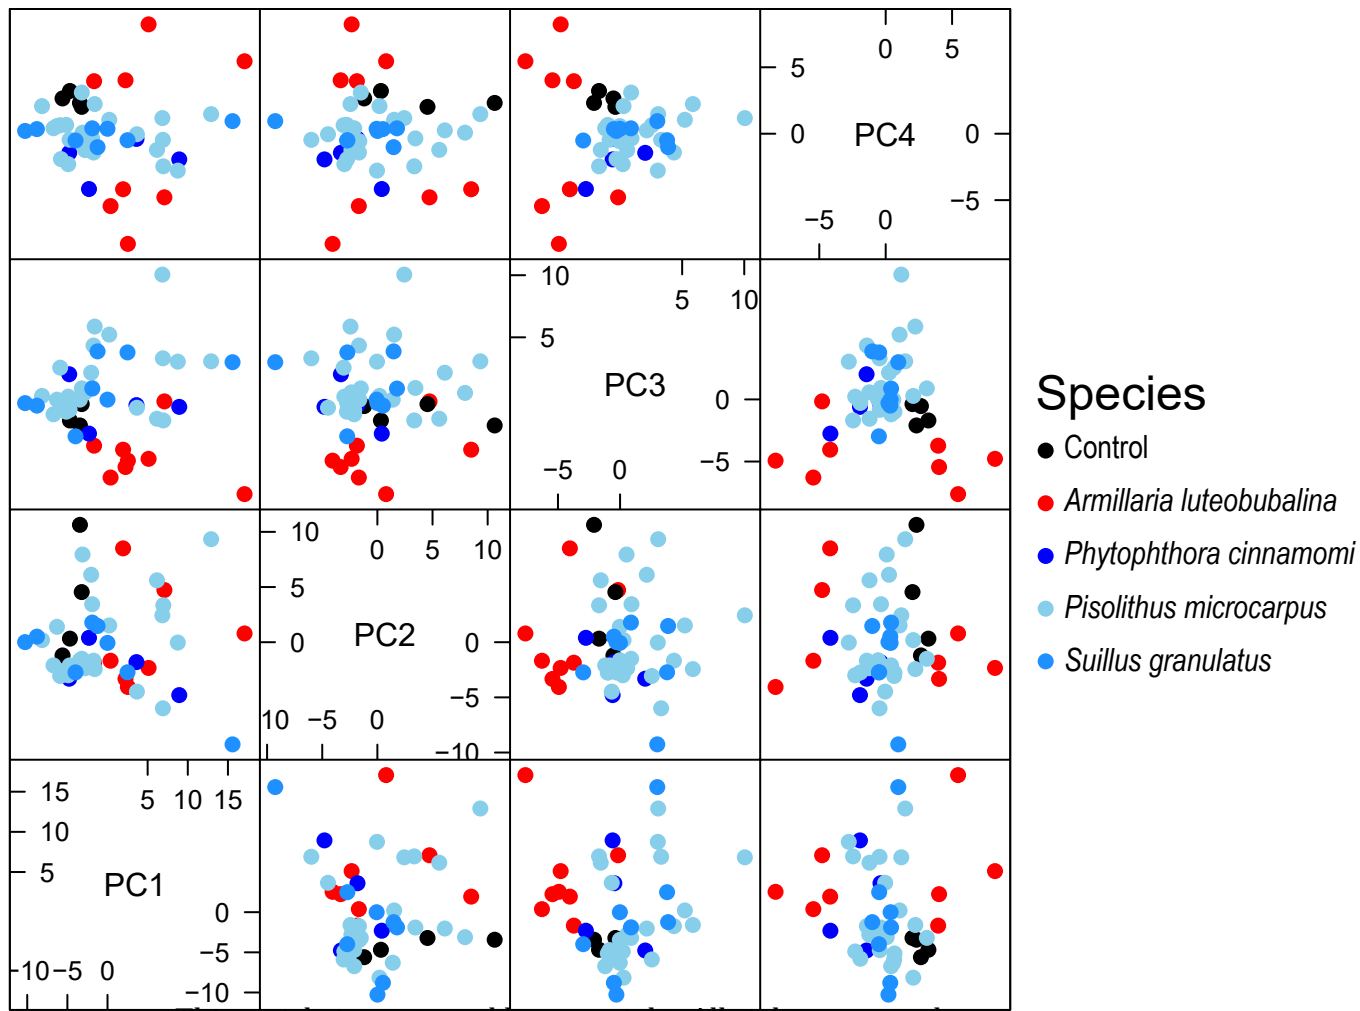 0 5
5
PC4
0 0
−5
−5 0
10
5 10
5
PC3
0
−5 0
−5
10
0 5 10
5
PC2
0 0
−5
10 −5 0
−10
15
5 10 15
10
5
PC1
0
−5
−10 −5 0
−10
Species
Control
Armillaria luteobubalina
Phytophthora cinnamomi
Pisolithus microcarpus
Suillus granulatus